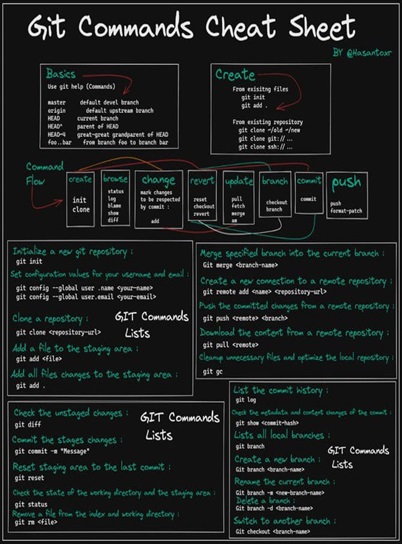 Git Commands Cheat Sheet
BY @Hasantoxr
Basics
Use git help (Commands)
master default devel branch
origin default upstream branch
HEAD current branch
HEAD^ parent of HEAD
HEAD~4 great-great grandparent of HEAD
foo..bar from branch foo to branch bar
Create
From exisitng files
git init
git add .
From existing repository
git clone ~/old ~/new
git clone git://...
git clone ssh://...
Command
Flow
create
init
clone
browse
status
log
blame
show
diff
change
mark changes
to be respected
by commit :
add
revert
reset
checkout
revert
update
pull
fetch
merge
am
branch
checkout
branch
commit
commit
push
push
format-patch
Initialize a new git repository :
git init
Set configuration values for your username and email :
git config --global user .name <your-name>
git config --global user.email <your-email>
Clone a repository :
git clone <repository-url>
Add a file to the staging area :
git add <file>
Add all files changes to the staging area :
git add .
GIT Commands
Lists
Merge specified branch into the current branch :
Git merge <branch-name>
Create a new connection to a remote repository :
git remote add <name> <repository-url>
Push the committed changes from a remote repository :
git push <remote> <branch>
Download the content from a remote repository :
git pull <remote>
Cleanup unnecessary files and optimize the local repository :
git gc
Check the unstaged changes :
git diff
Commit the stages changes :
git commit -m "Message"
Reset staging area to the last commit :
git reset
Check the state of the working directory and the staging area :
git status
Remove a file from the index and working directory :
git rm <file>
GIT Commands
Lists
List the commit history :
git log
Check the metadata and content changes of the commit :
git show <commit-hash>
Lists all local branches :
git branch
Create a new branch :
Git branch <branch-name>
Rename the current branch :
Git branch -m <new-branch-name>
Delete a branch :
Git branch -d <branch-name>
Switch to another branch :
Git checkout <branch-name>
GIT Commands
Lists